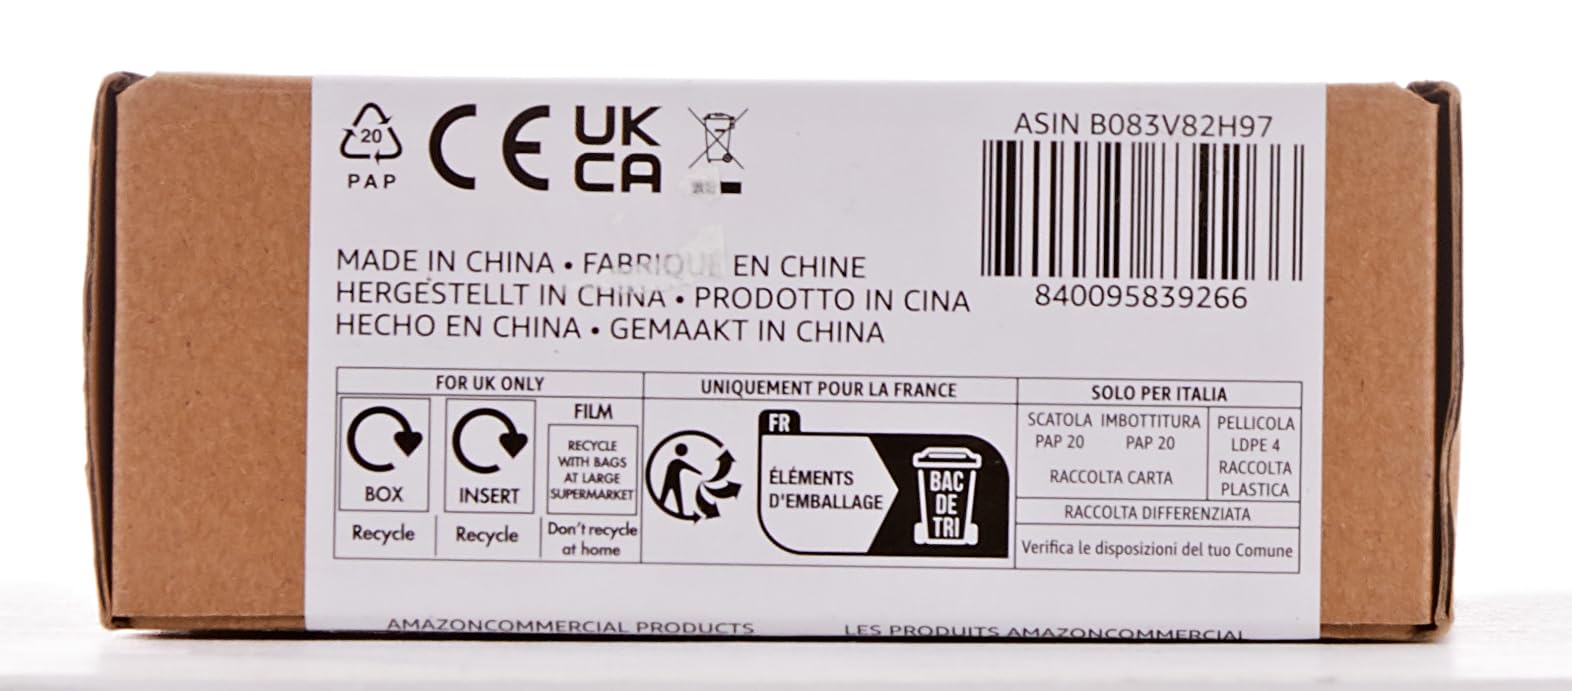 20
PAP
CE
UK
CA
ASIN B083V82H97
840095839266
MADE IN CHINA • FABRIQUÉ EN CHINE
HERGESTELLT IN CHINA • PRODOTTO IN CINA
HECHO EN CHINA • GEMAAKT IN CHINA
FOR UK ONLY
BOX
Recycle
INSERT
Recycle
FILM
RECYCLE
WITH BAGS
AT LARGE
SUPERMARKET
Don't recycle
at home
UNIQUEMENT POUR LA FRANCE
FR
ÉLÉMENTS
D'EMBALLAGE
BAC
DE
TRI
SOLO PER ITALIA
SCATOLA IMBOTTITURA
PAP 20 PAP 20
RACCOLTA CARTA
PELLICOLA
LDPE 4
RACCOLTA
PLASTICA
RACCOLTA DIFFERENZIATA
Verifica le disposizioni del tuo Comune
AMAZONCOMMERCIAL PRODUCTS
LES PRODUITS AMAZONCOMMERCIAL